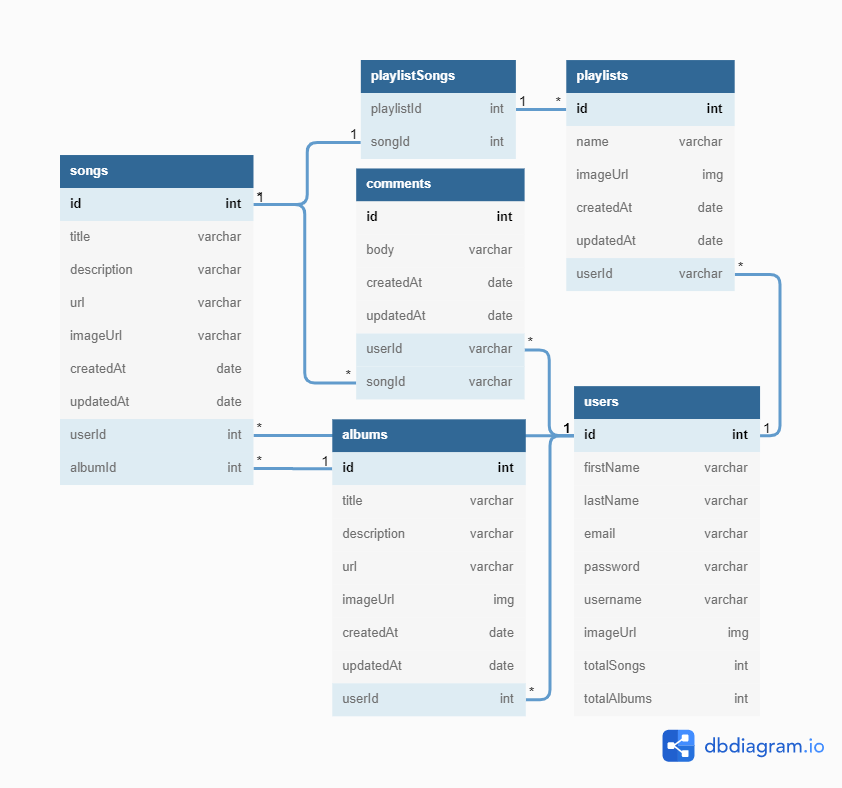 playlistSongs
playlistId int
songId int
playlists
id int
name varchar
imageUrl img
createdAt date
updatedAt date
userId varchar
songs
id int
title varchar
description varchar
url varchar
imageUrl varchar
createdAt date
updatedAt date
userId int
albumId int
comments
id int
body varchar
createdAt date
updatedAt date
userId varchar
songId varchar
albums
id int
title varchar
description varchar
url varchar
imageUrl img
createdAt date
updatedAt date
userId int
users
id int
firstName varchar
lastName varchar
email varchar
password varchar
username varchar
imageUrl img
totalSongs int
totalAlbums int
1 *
1
* 1
*
*
*
* 1
*
1 1
*
dbdiagram.io